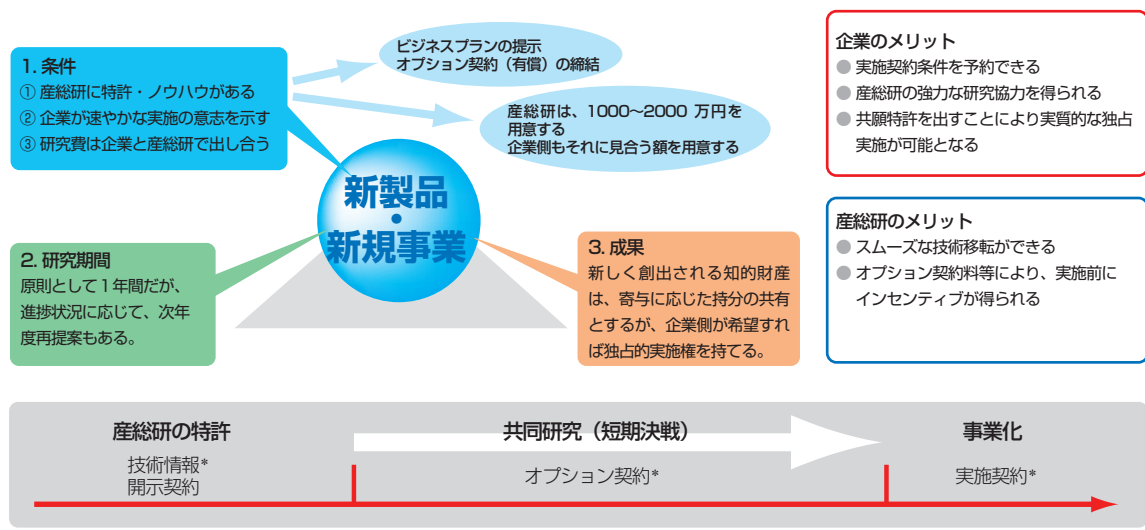 1. 条件
① 産総研に特許・ノウハウがある
② 企業が速やかな実施の意志を示す
③ 研究費は企業と産総研で出し合う
ビジネスプランの提示
オプション契約（有償）の締結
産総研は、1000～2000 万円を
用意する
企業側もそれに見合う額を用意する
新製品
・
新規事業
2. 研究期間
原則として１年間だが、
進捗状況に応じて、次年
度再提案もある。
3. 成果
新しく創出される知的財産
は、寄与に応じた持分の共有
とするが、企業側が希望すれ
ば独占的実施権を持てる。
企業のメリット
● 実施契約条件を予約できる
● 産総研の強力な研究協力を得られる
● 共願特許を出すことにより実質的な独占
実施が可能となる
産総研のメリット
● スムーズな技術移転ができる
● オプション契約料等により、実施前に
インセンティブが得られる
産総研の特許
共同研究（短期決戦）
事業化
技術情報*
開示契約
オプション契約*
実施契約*